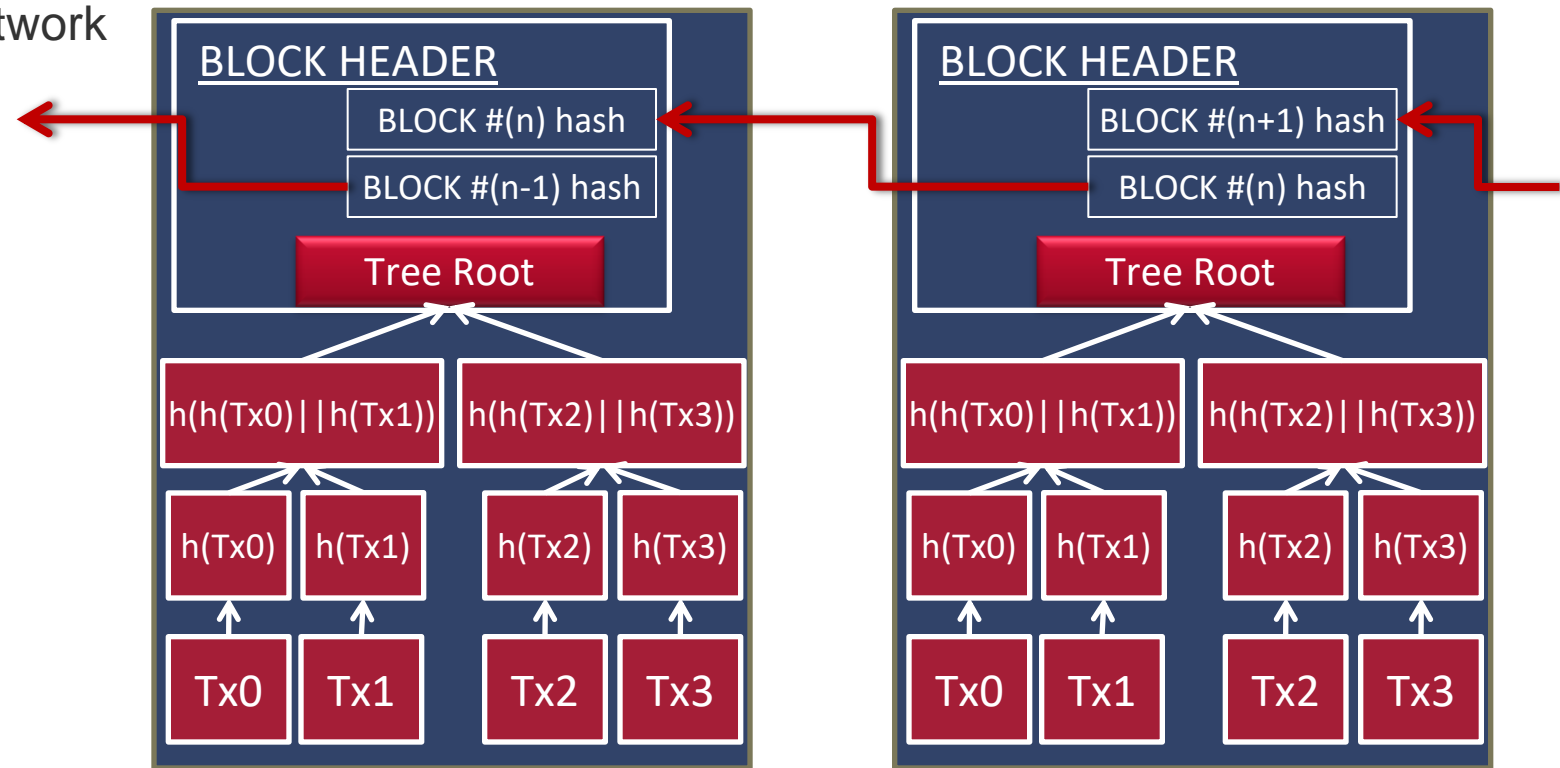 twork
BLOCK HEADER
BLOCK #(n) hash
BLOCK #(n-1) hash
Tree Root
h(h(Tx0)||h(Tx1))
h(h(Tx2)||h(Tx3))
h(Tx0)
h(Tx1)
h(Tx2)
h(Tx3)
Tx0
Tx1
Tx2
Tx3
BLOCK HEADER
BLOCK #(n+1) hash
BLOCK #(n) hash
Tree Root
h(h(Tx0)||h(Tx1))
h(h(Tx2)||h(Tx3))
h(Tx0)
h(Tx1)
h(Tx2)
h(Tx3)
Tx0
Tx1
Tx2
Tx3